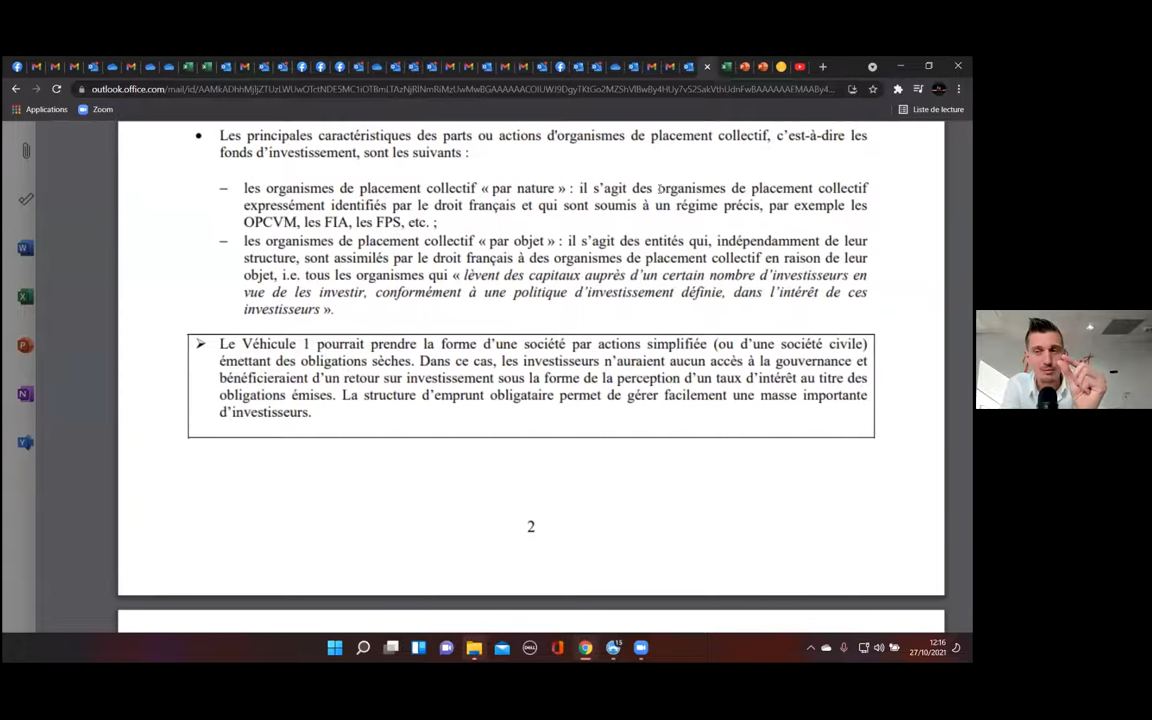 outlook.office.com
Applications
Zoom
Liste de lecture
Les principales caractéristiques des parts ou actions d'organismes de placement collectif, c'est-à-dire les
fonds d'investissement, sont les suivants :
– les organismes de placement collectif « par nature » : il s'agit des organismes de placement collectif
expressément identifiés par le droit français et qui sont soumis à un régime précis, par exemple les
OPCVM, les FIA, les FPS, etc. ;
– les organismes de placement collectif « par objet » : il s'agit des entités qui, indépendamment de leur
structure, sont assimilés par le droit français à des organismes de placement collectif en raison de leur
objet, i.e. tous les organismes qui « lèvent des capitaux auprès d'un certain nombre d'investisseurs en
vue de les investir, conformément à une politique d'investissement définie, dans l'intérêt de ces
investisseurs ».
Le Véhicule 1 pourrait prendre la forme d'une société par actions simplifiée (ou d'une société civile)
émettant des obligations sèches. Dans ce cas, les investisseurs n'auraient aucun accès à la gouvernance et
bénéficieraient d'un retour sur investissement sous la forme de la perception d'un taux d'intérêt au titre des
obligations émises. La structure d'emprunt obligataire permet de gérer facilement une masse importante
d'investisseurs.
2
12:16
27/10/2021